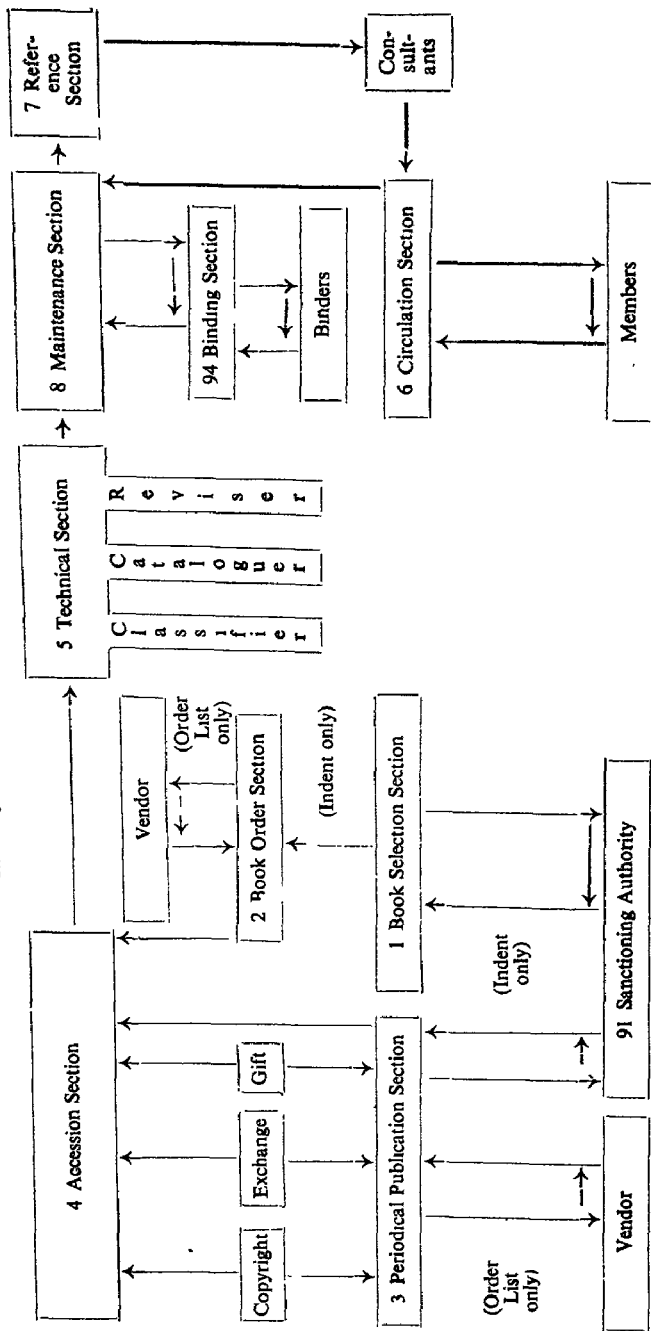 4 Accession Section
5 Technical Section
8 Maintenance Section
7 Refer-
ence
Section
Classifier
Cataloguer
Reviser
Vendor
(Order
List
only)
2 Book Order Section
(Indent only)
94 Binding Section
Binders
Con-
sult-
ants
Copyright
Exchange
Gift
3 Periodical Publication Section
1 Book Selection Section
6 Circulation Section
(Order
List
only)
(Indent
only)
Vendor
91 Sanctioning Authority
Members